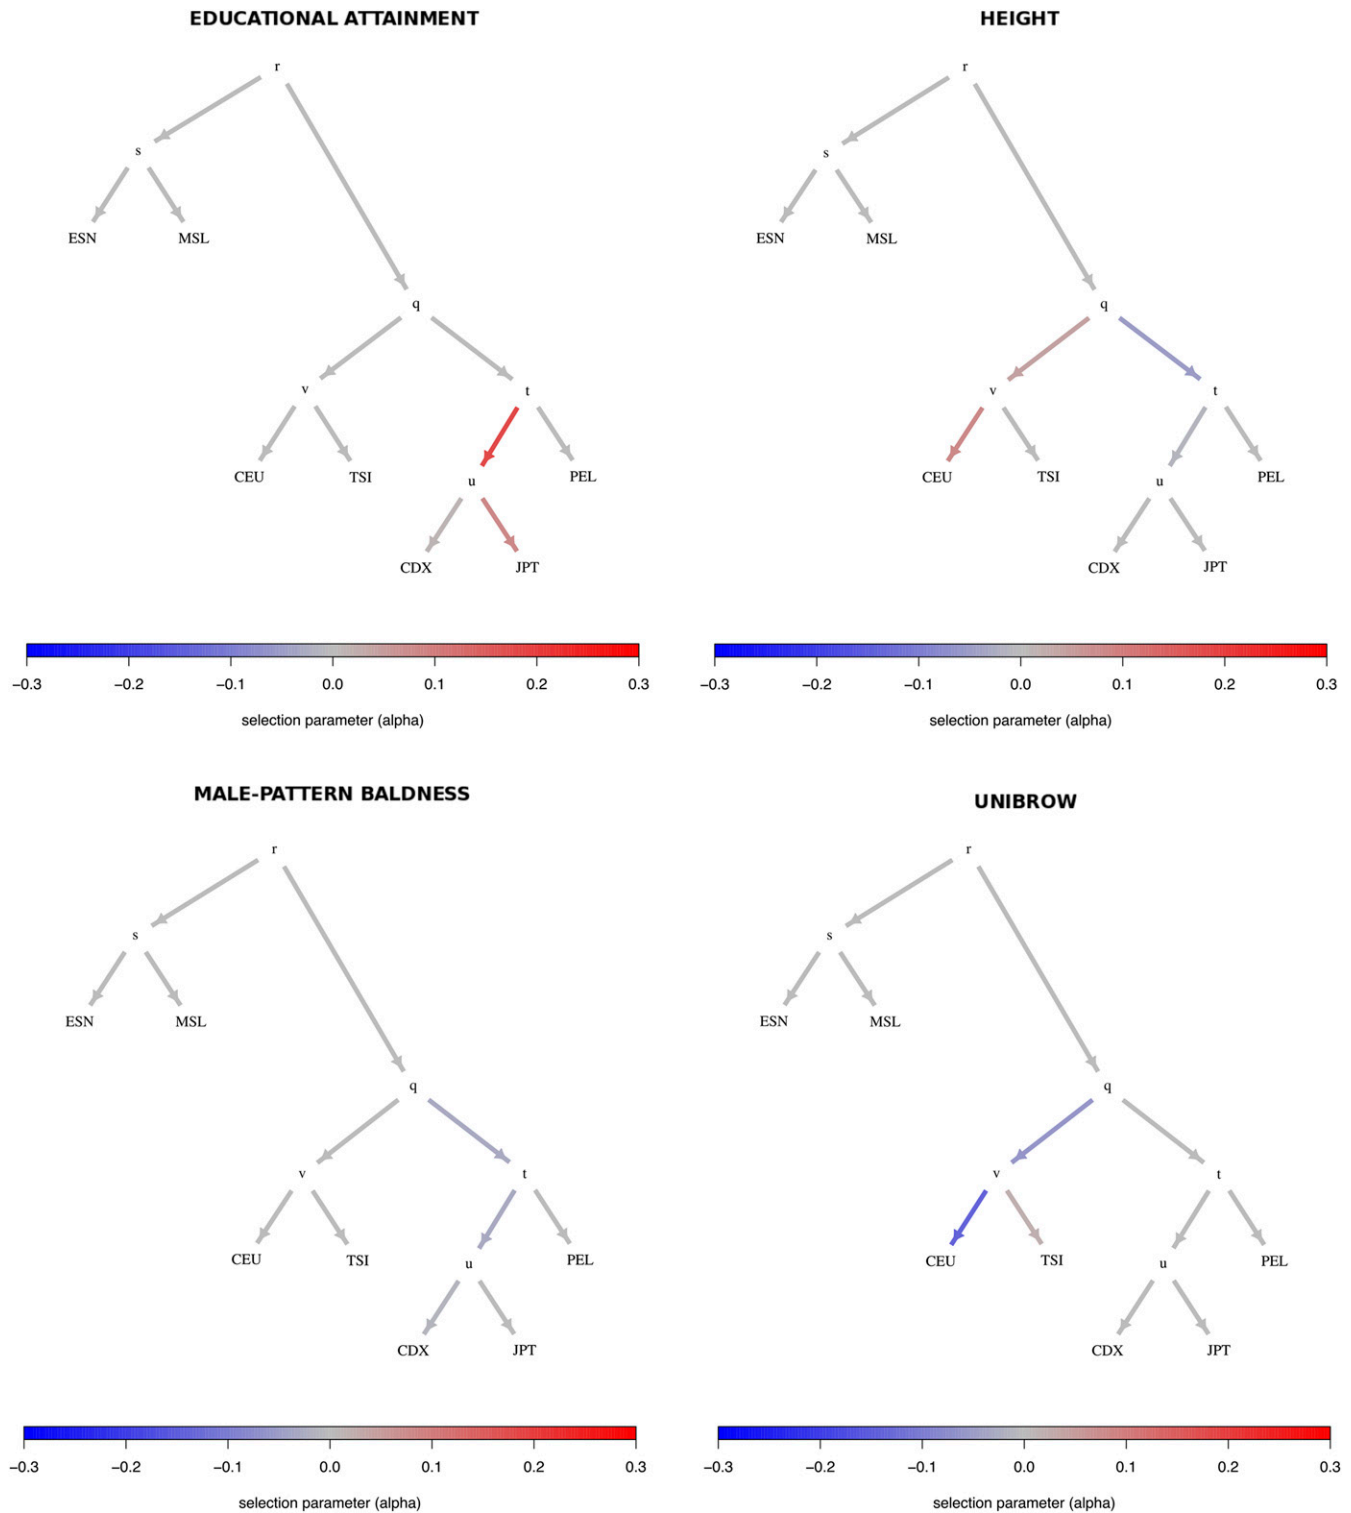 EDUCATIONAL ATTAINMENT
r
s
ESN MSL
q
v t
CEU TSI PEL
u
CDX JPT
−0.3 −0.2 −0.1 0.0 0.1 0.2 0.3
selection parameter (alpha)
HEIGHT
r
s
ESN MSL
q
v t
CEU TSI PEL
u
CDX JPT
−0.3 −0.2 −0.1 0.0 0.1 0.2 0.3
selection parameter (alpha)
MALE-PATTERN BALDNESS
r
s
ESN MSL
q
v t
CEU TSI PEL
u
CDX JPT
−0.3 −0.2 −0.1 0.0 0.1 0.2 0.3
selection parameter (alpha)
UNIBROW
r
s
ESN MSL
q
v t
CEU TSI PEL
u
CDX JPT
−0.3 −0.2 −0.1 0.0 0.1 0.2 0.3
selection parameter (alpha)